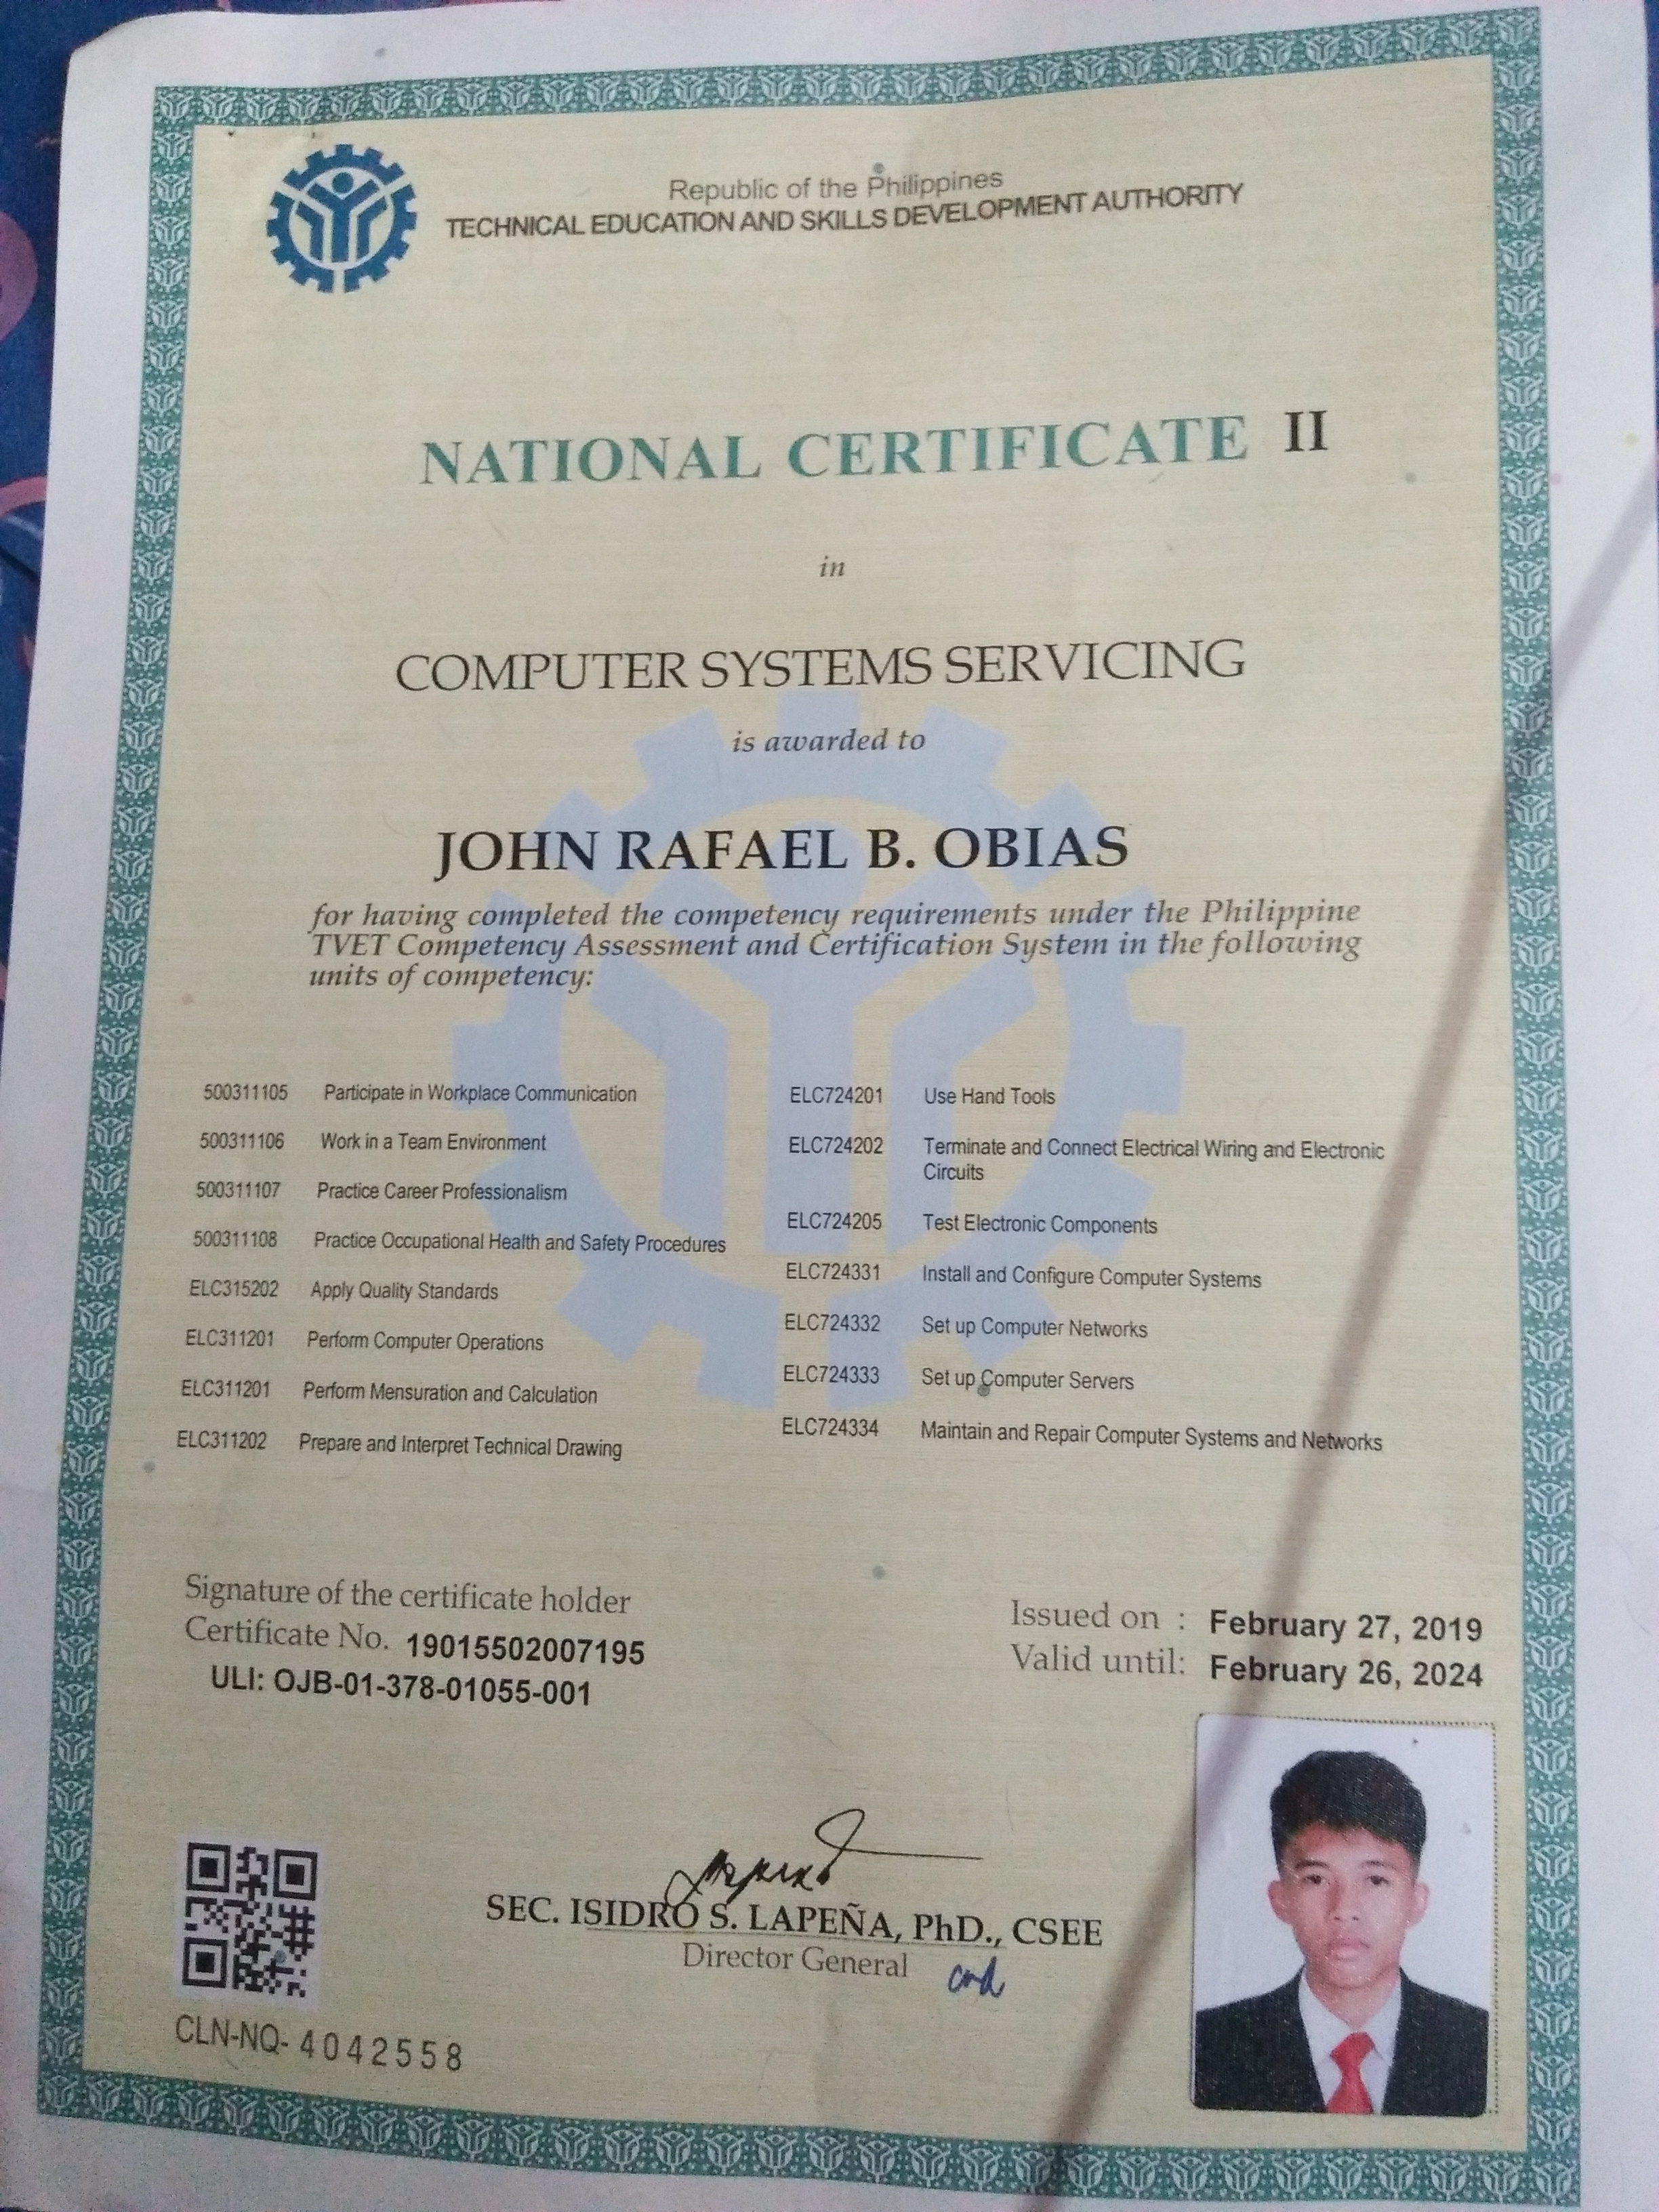 Republic of the Philippines
TECHNICAL EDUCATION AND SKILLS DEVELOPMENT AUTHORITY
NATIONAL CERTIFICATE II
in
COMPUTER SYSTEMS SERVICING
is awarded to
JOHN RAFAEL B. OBIAS
for having completed the competency requirements under the Philippine
TVET Competency Assessment and Certification System in the following
units of competency:
500311105 Participate in Workplace Communication
500311106 Work in a Team Environment
500311107 Practice Career Professionalism
500311108 Practice Occupational Health and Safety Procedures
ELC315202 Apply Quality Standards
ELC311201 Perform Computer Operations
ELC311201 Perform Mensuration and Calculation
ELC311202 Prepare and Interpret Technical Drawing
ELC724201 Use Hand Tools
ELC724202 Terminate and Connect Electrical Wiring and Electronic
Circuits
ELC724205 Test Electronic Components
ELC724331 Install and Configure Computer Systems
ELC724332 Set up Computer Networks
ELC724333 Set up Computer Servers
ELC724334 Maintain and Repair Computer Systems and Networks
Signature of the certificate holder
Certificate No. 19015502007195
ULI: OJB-01-378-01055-001
Issued on : February 27, 2019
Valid until: February 26, 2024
SEC. ISIDRO S. LAPEÑA, PhD., CSEE
Director General
CLN-NQ- 4042558